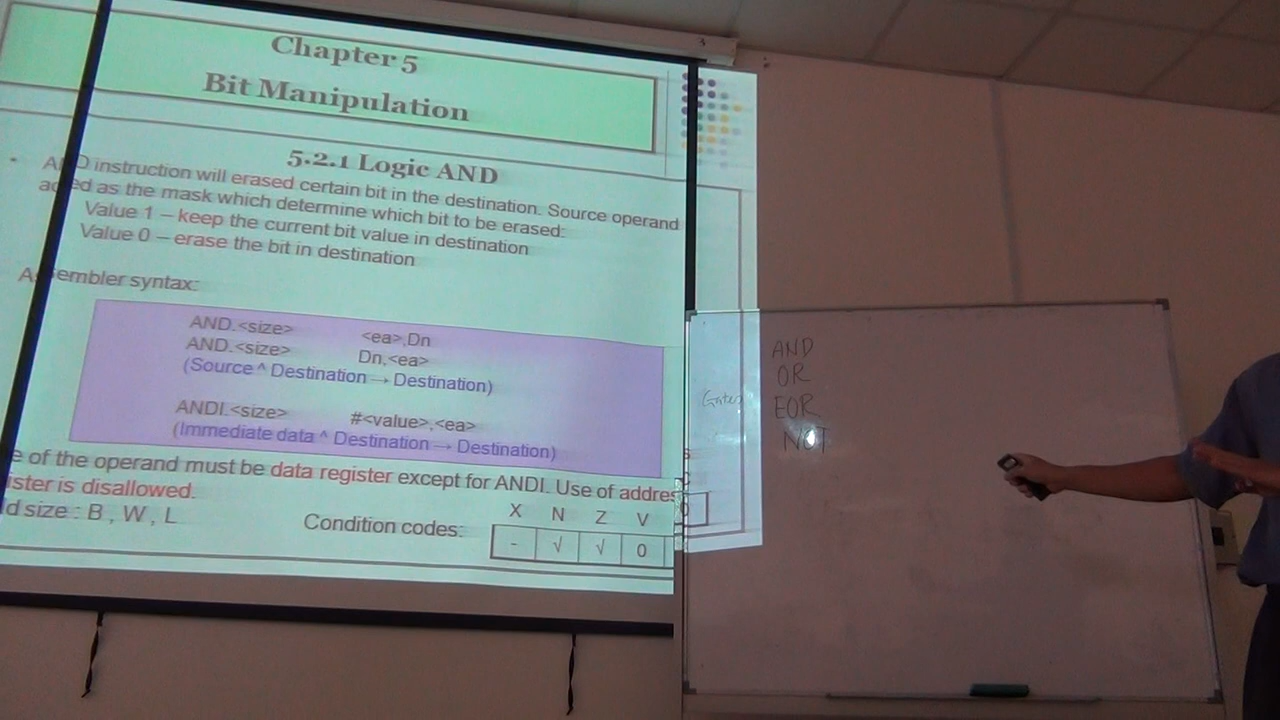 Chapter 5
Bit Manipulation
5.2.1 Logic AND
• AND instruction will erased certain bit in the destination. Source operand
acted as the mask which determine which bit to be erased:
Value 1 – keep the current bit value in destination
Value 0 – erase the bit in destination
Assembler syntax:
AND.<size> <ea>,Dn
AND.<size> Dn,<ea>
(Source ^ Destination → Destination)
ANDI.<size> #<value>,<ea>
(Immediate data ^ Destination → Destination)
e of the operand must be data register except for ANDI. Use of addres
ister is disallowed.
d size : B , W , L
Condition codes:
X N Z V
- √ √ 0
Gates
AND
OR
EOR
NOT